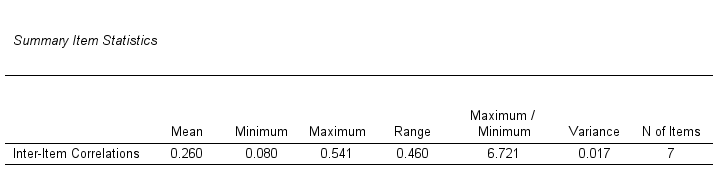 Summary Item Statistics
Maximum /
Mean Minimum Maximum Range Minimum Variance N of Items
Inter-Item Correlations 0.260 0.080 0.541 0.460 6.721 0.017 7